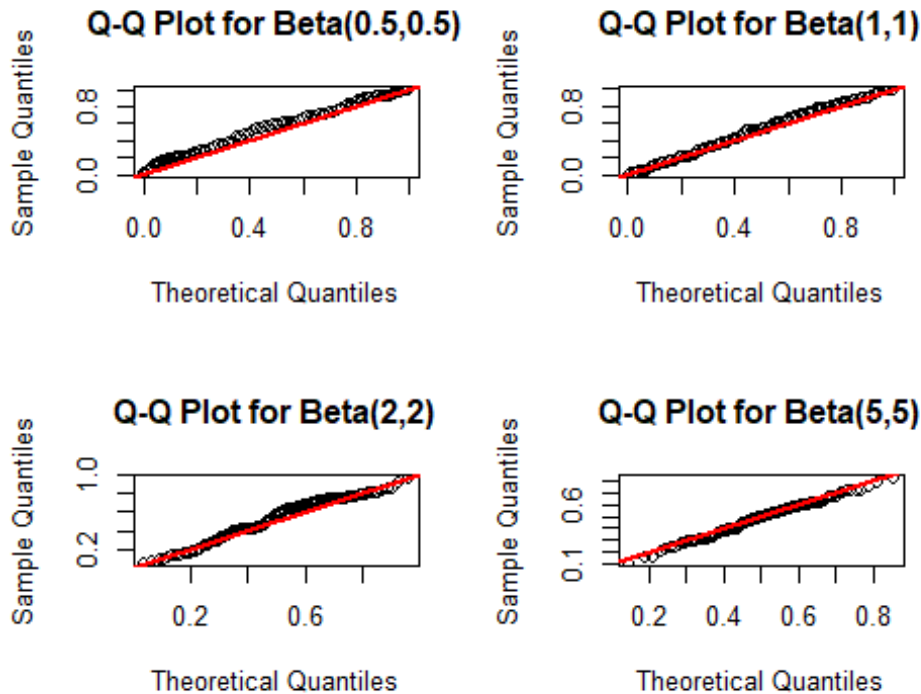 Q-Q Plot for Beta(0.5,0.5)
Sample Quantiles
0.0 0.8
0.0 0.4 0.8
Theoretical Quantiles
Q-Q Plot for Beta(1,1)
Sample Quantiles
0.0 0.8
0.0 0.4 0.8
Theoretical Quantiles
Q-Q Plot for Beta(2,2)
Sample Quantiles
0.2 1.0
0.2 0.6
Theoretical Quantiles
Q-Q Plot for Beta(5,5)
Sample Quantiles
0.1 0.6
0.2 0.4 0.6 0.8
Theoretical Quantiles